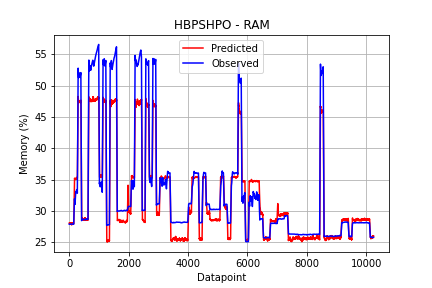 HBPSHPO - RAM
Predicted
Observed
Memory (%)
55
50
45
40
35
30
25
0
2000
4000
6000
8000
10000
Datapoint